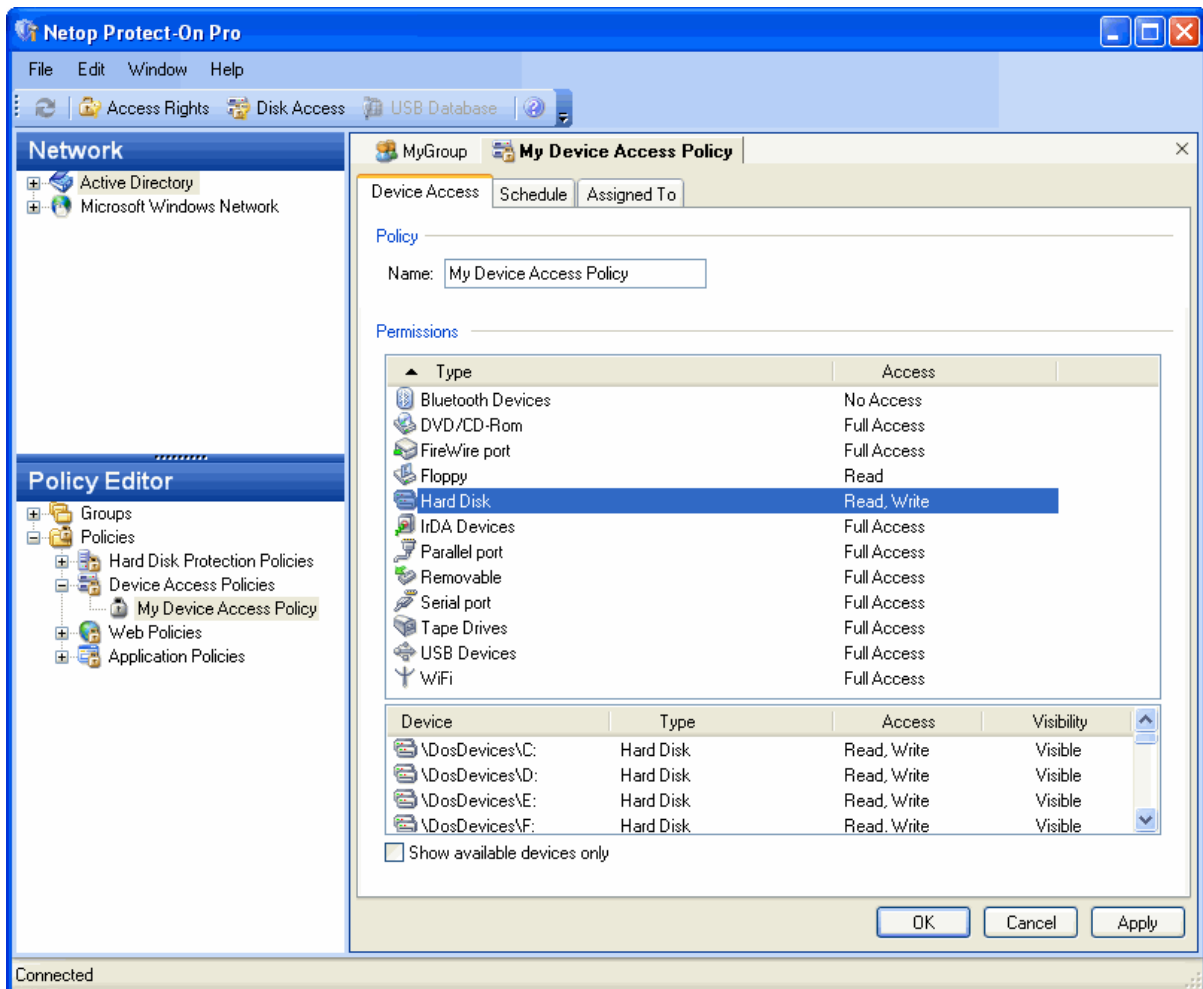 Netop Protect-On Pro
File Edit Window Help
Access Rights Disk Access USB Database
Network
Active Directory
Microsoft Windows Network
Policy Editor
Groups
Policies
Hard Disk Protection Policies
Device Access Policies
My Device Access Policy
Web Policies
Application Policies
MyGroup My Device Access Policy
Device Access Schedule Assigned To
Policy
Name: My Device Access Policy
Permissions
Type Access
Bluetooth Devices No Access
DVD/CD-Rom Full Access
FireWire port Full Access
Floppy Read
Hard Disk Read, Write
IrDA Devices Full Access
Parallel port Full Access
Removable Full Access
Serial port Full Access
Tape Drives Full Access
USB Devices Full Access
WiFi Full Access
Device Type Access Visibility
\DosDevices\C: Hard Disk Read, Write Visible
\DosDevices\D: Hard Disk Read, Write Visible
\DosDevices\E: Hard Disk Read, Write Visible
\DosDevices\F: Hard Disk Read, Write Visible
Show available devices only
OK Cancel Apply
Connected